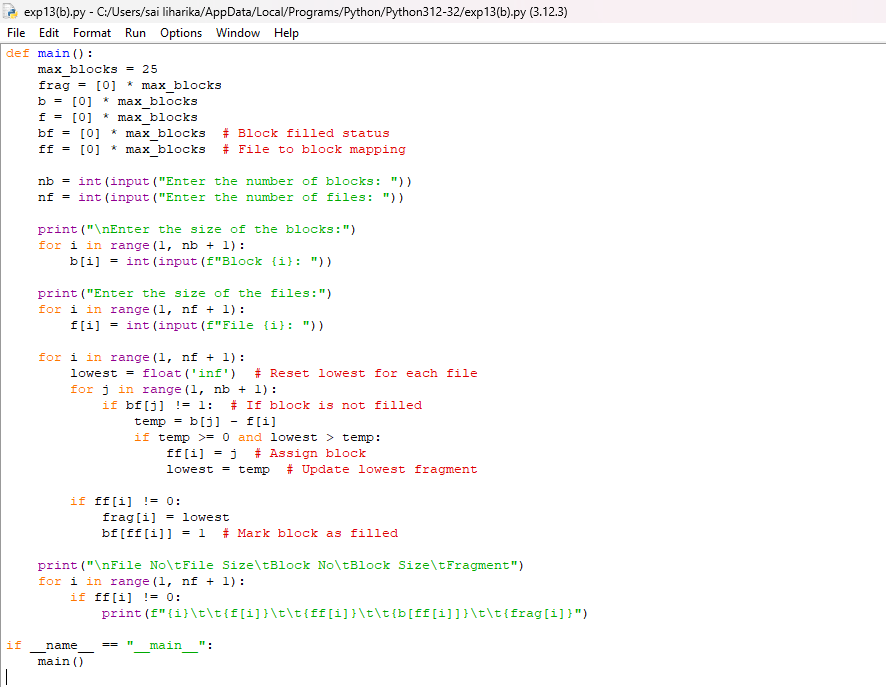 exp13(b).py - C:/Users/sai liharika/AppData/Local/Programs/Python/Python312-32/exp13(b).py (3.12.3)
File Edit Format Run Options Window Help
def main():
    max_blocks = 25
    frag = [0] * max_blocks
    b = [0] * max_blocks
    f = [0] * max_blocks
    bf = [0] * max_blocks  # Block filled status
    ff = [0] * max_blocks  # File to block mapping

    nb = int(input("Enter the number of blocks: "))
    nf = int(input("Enter the number of files: "))

    print("\nEnter the size of the blocks:")
    for i in range(1, nb + 1):
        b[i] = int(input(f"Block {i}: "))

    print("Enter the size of the files:")
    for i in range(1, nf + 1):
        f[i] = int(input(f"File {i}: "))

    for i in range(1, nf + 1):
        lowest = float('inf')  # Reset lowest for each file
        for j in range(1, nb + 1):
            if bf[j] != 1:  # If block is not filled
                temp = b[j] - f[i]
                if temp >= 0 and lowest > temp:
                    ff[i] = j  # Assign block
                    lowest = temp  # Update lowest fragment

        if ff[i] != 0:
            frag[i] = lowest
            bf[ff[i]] = 1  # Mark block as filled

    print("\nFile No\tFile Size\tBlock No\tBlock Size\tFragment")
    for i in range(1, nf + 1):
        if ff[i] != 0:
            print(f"{i}\t\t{f[i]}\t\t{ff[i]}\t\t{b[ff[i]]}\t\t{frag[i]}")

if __name__ == "__main__":
    main()